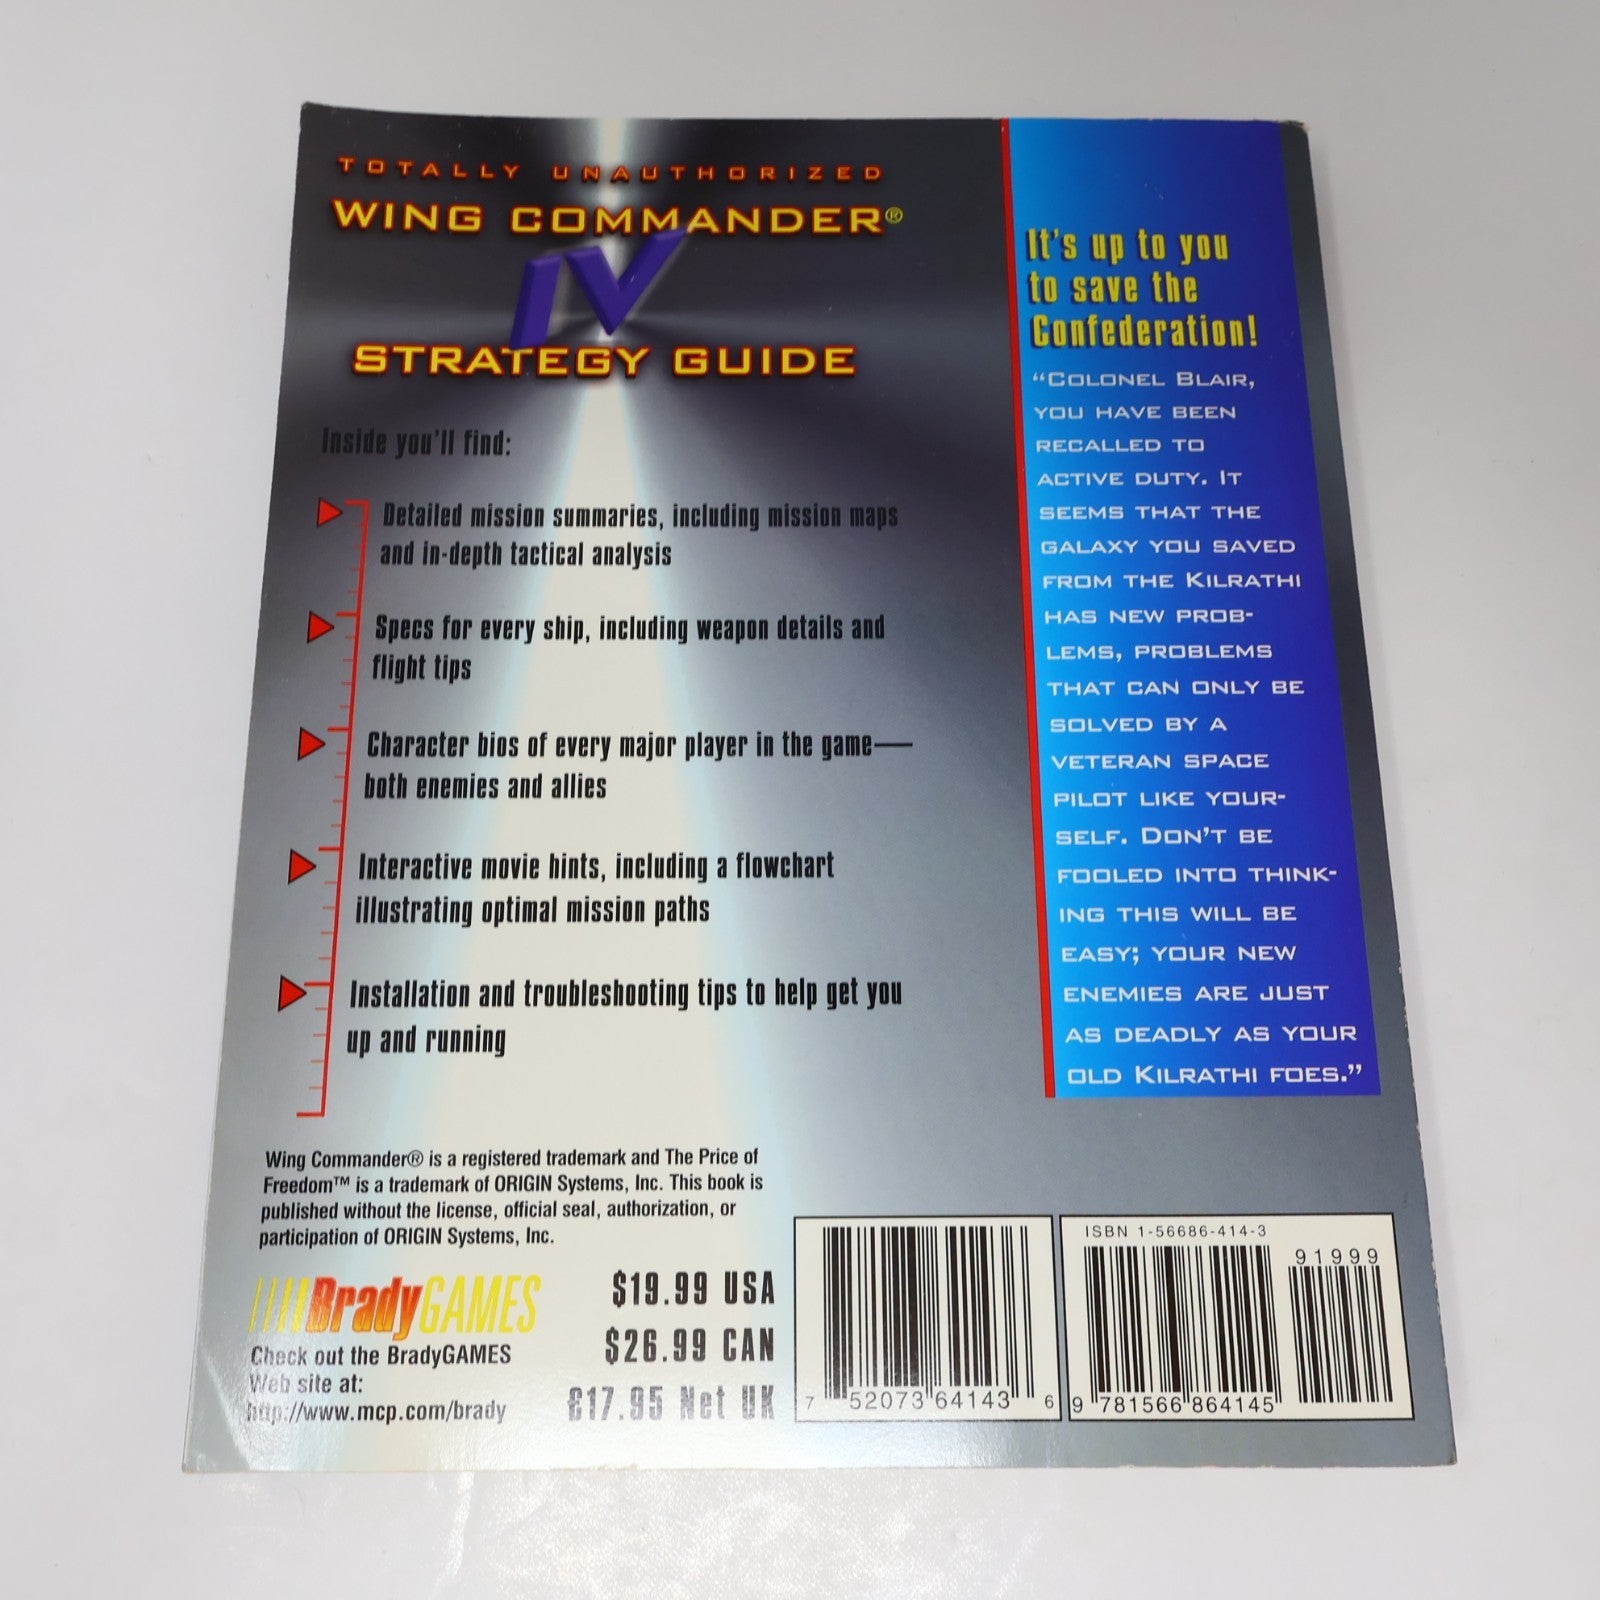 TOTALLY UNAUTHORIZED
WING COMMANDER®
IV
STRATEGY GUIDE
Inside you'll find:
Detailed mission summaries, including mission maps
and in-depth tactical analysis
Specs for every ship, including weapon details and
flight tips
Character bios of every major player in the game—
both enemies and allies
Interactive movie hints, including a flowchart
illustrating optimal mission paths
Installation and troubleshooting tips to help get you
up and running
It's up to you
to save the
Confederation!
“COLONEL BLAIR,
YOU HAVE BEEN
RECALLED TO
ACTIVE DUTY. IT
SEEMS THAT THE
GALAXY YOU SAVED
FROM THE KILRATHI
HAS NEW PROB-
LEMS, PROBLEMS
THAT CAN ONLY BE
SOLVED BY A
VETERAN SPACE
PILOT LIKE YOUR-
SELF. DON'T BE
FOOLED INTO THINK-
ING THIS WILL BE
EASY; YOUR NEW
ENEMIES ARE JUST
AS DEADLY AS YOUR
OLD KILRATHI FOES.”
Wing Commander® is a registered trademark and The Price of
Freedom™ is a trademark of ORIGIN Systems, Inc. This book is
published without the license, official seal, authorization, or
participation of ORIGIN Systems, Inc.
BradyGAMES
Check out the BradyGAMES
Web site at:
http://www.mcp.com/brady
$19.99 USA
$26.99 CAN
£17.95 Net UK
7 52073 64143 6
ISBN 1-56686-414-3
91999
9 781566 864145